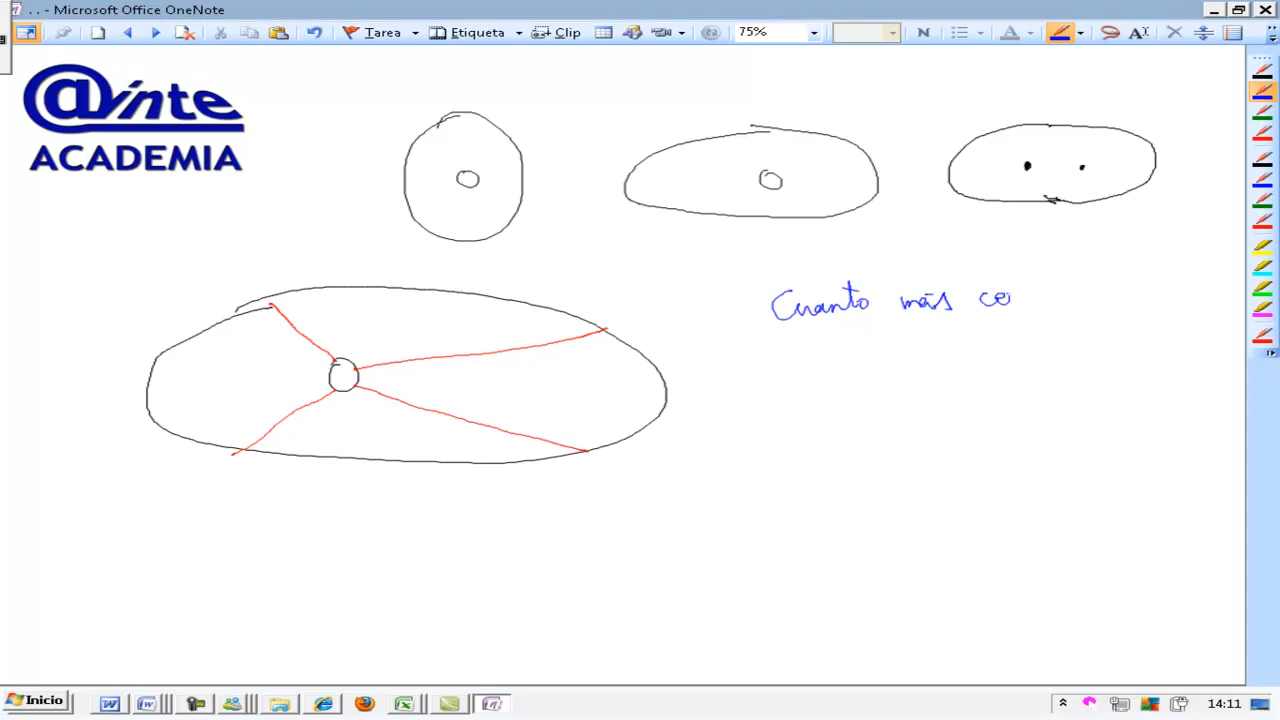 . . - Microsoft Office OneNote
Tarea Etiqueta Clip 75% N A A
@inte
ACADEMIA
Cuanto más ce
Inicio
14:11